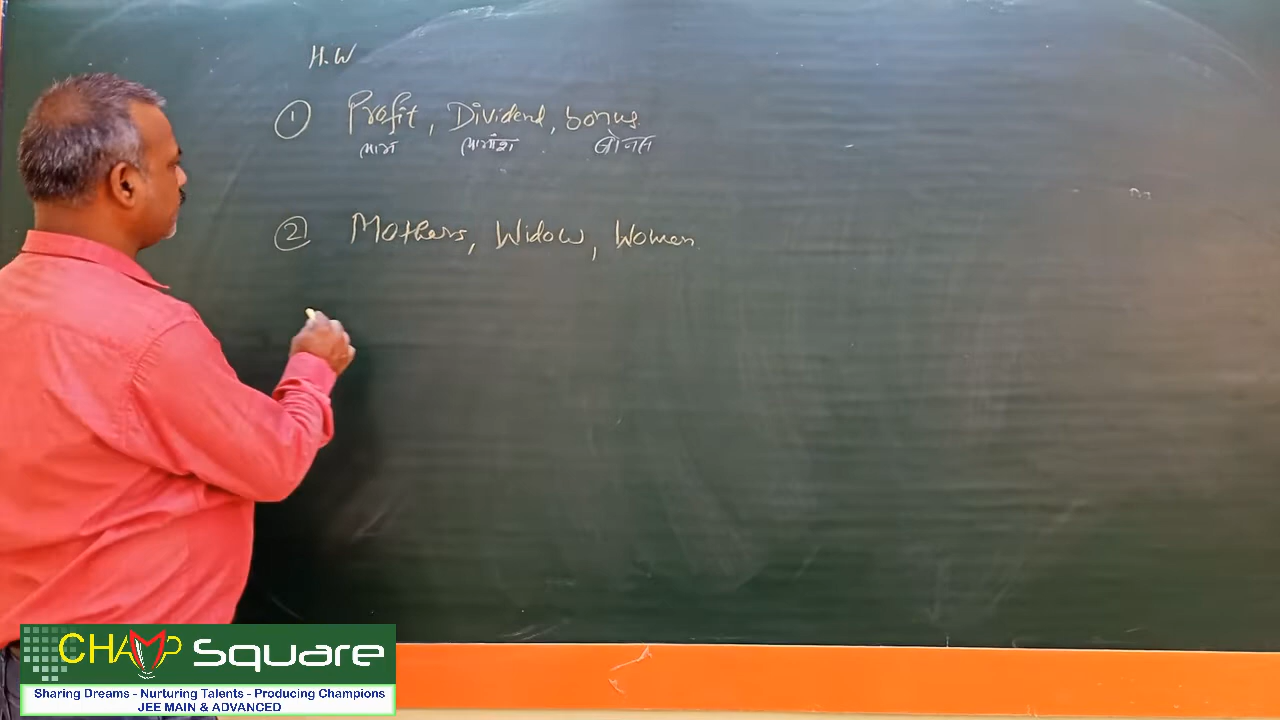 H.W
① Profit, Dividend, bonus.
लाभ लाभांश बोनस
② Mothers, Widow, Women.
CHAMP Square
Sharing Dreams - Nurturing Talents - Producing Champions
JEE MAIN & ADVANCED